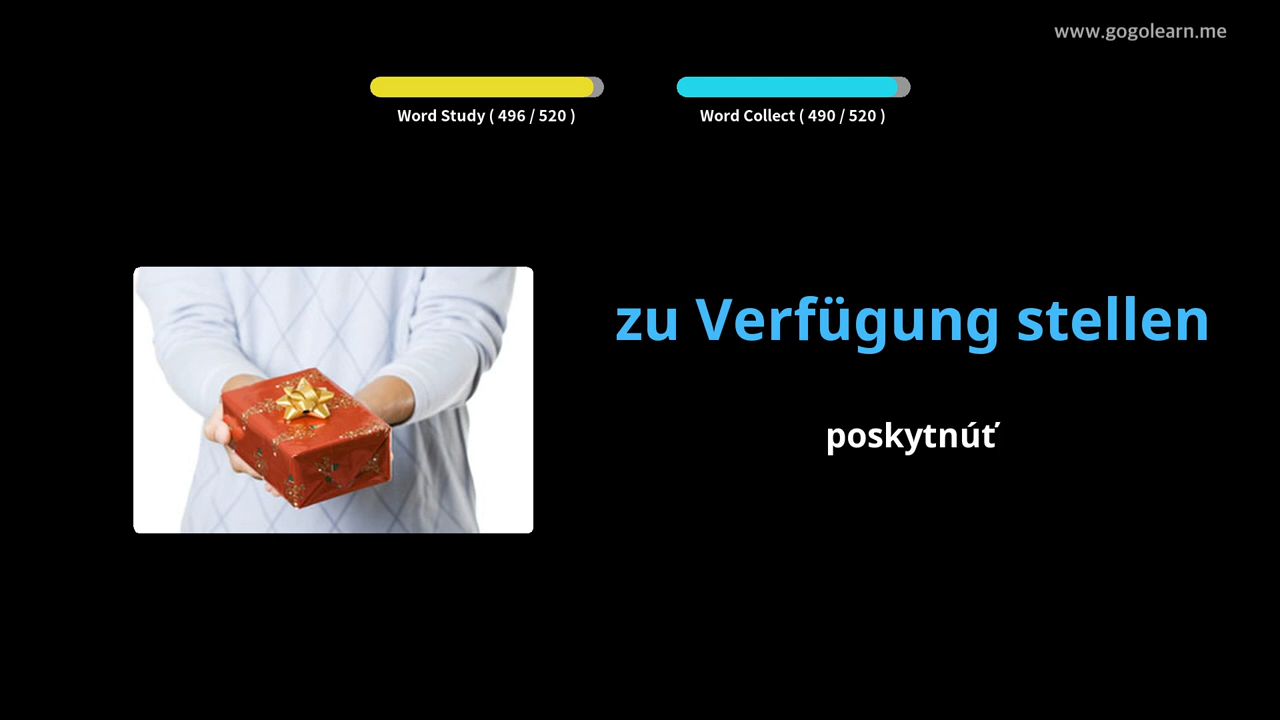 www.gogolearn.me
Word Study ( 496 / 520 )
Word Collect ( 490 / 520 )
zu Verfügung stellen
poskytnúť